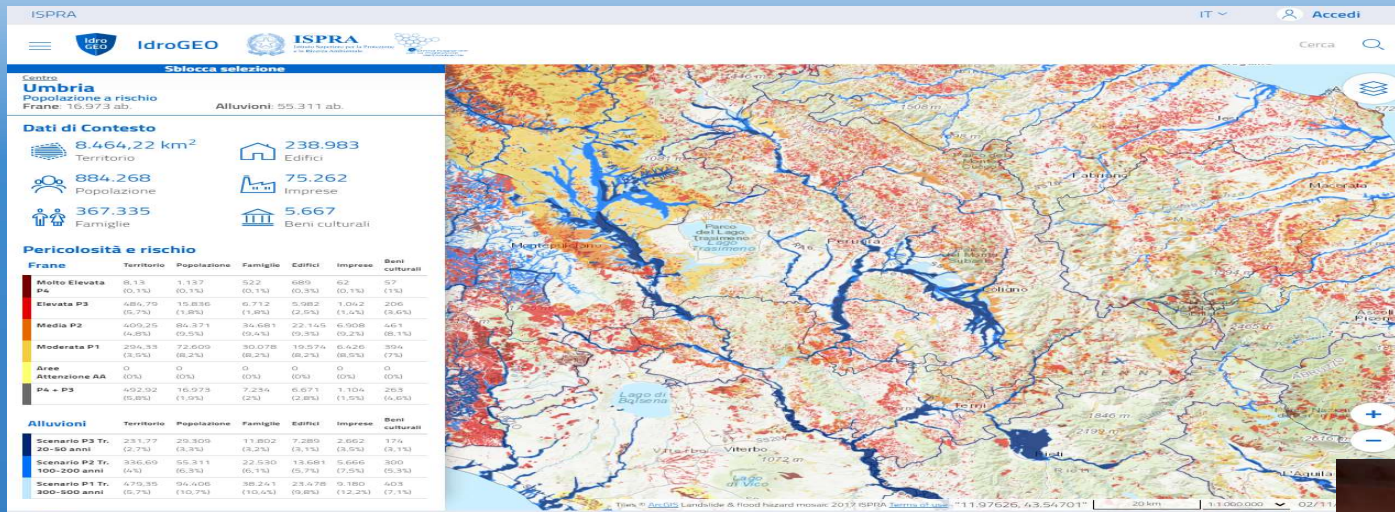 ISPRA
IT
Accedi
Idro GEO
IdroGEO
ISPRA
Cerca
Sblocca selezione
Centro
Umbria
Popolazione a rischio
Frane: 16.973 ab. Alluvioni: 55.311 ab.
Dati di Contesto
8.464,22 km²
Territorio
238.983
Edifici
884.268
Popolazione
75.262
Imprese
367.335
Famiglie
5.667
Beni culturali
Pericolosità e rischio
Frane Territorio Popolazione Famiglie Edifici Imprese Beni culturali
Molto Elevata P4 8,13 (0,1%) 1.137 (0,1%) 522 (0,1%) 689 (0,3%) 62 (0,1%) 57 (1%)
Elevata P3 484,79 (5,7%) 15.836 (1,8%) 6.712 (1,8%) 5.982 (2,5%) 1.042 (1,4%) 206 (3,6%)
Media P2 409,25 (4,8%) 84.371 (9,5%) 34.681 (9,4%) 22.145 (9,3%) 6.908 (9,2%) 461 (8,1%)
Moderata P1 294,33 (3,5%) 72.609 (8,2%) 30.078 (8,2%) 19.574 (8,2%) 6.426 (8,5%) 394 (7%)
Aree Attenzione AA 0 (0%) 0 (0%) 0 (0%) 0 (0%) 0 (0%) 0 (0%)
P4 + P3 492,92 (5,8%) 16.973 (1,9%) 7.234 (2%) 6.671 (2,8%) 1.104 (1,5%) 263 (4,6%)
Alluvioni Territorio Popolazione Famiglie Edifici Imprese Beni culturali
Scenario P3 Tr. 20-50 anni 231,77 (2,7%) 29.309 (3,3%) 11.802 (3,2%) 7.289 (3,1%) 2.662 (3,5%) 174 (3,1%)
Scenario P2 Tr. 100-200 anni 336,69 (4%) 55.311 (6,3%) 22.530 (6,1%) 13.681 (5,7%) 5.666 (7,5%) 300 (5,3%)
Scenario P1 Tr. 300-500 anni 479,35 (5,7%) 94.406 (10,7%) 38.241 (10,4%) 23.478 (9,8%) 9.180 (12,2%) 403 (7,1%)
1508 m
Jesi
Fabriano
Macerata
Parco del Lago Trasimeno
Lago Trasimeno
Montepulciano
Perugia
Foligno
Lago di Bolsena
Terni
1846 m
Viterbo
Viterbo
Rieti
Rieti
Lago di Vico
L'Aquila
+
−
Tiles © ArcGIS Landslide & flood hazard mosaic 2017 ISPRA Terms of use
11.97626, 43.54701
20 km
1:1.000.000
02/11/